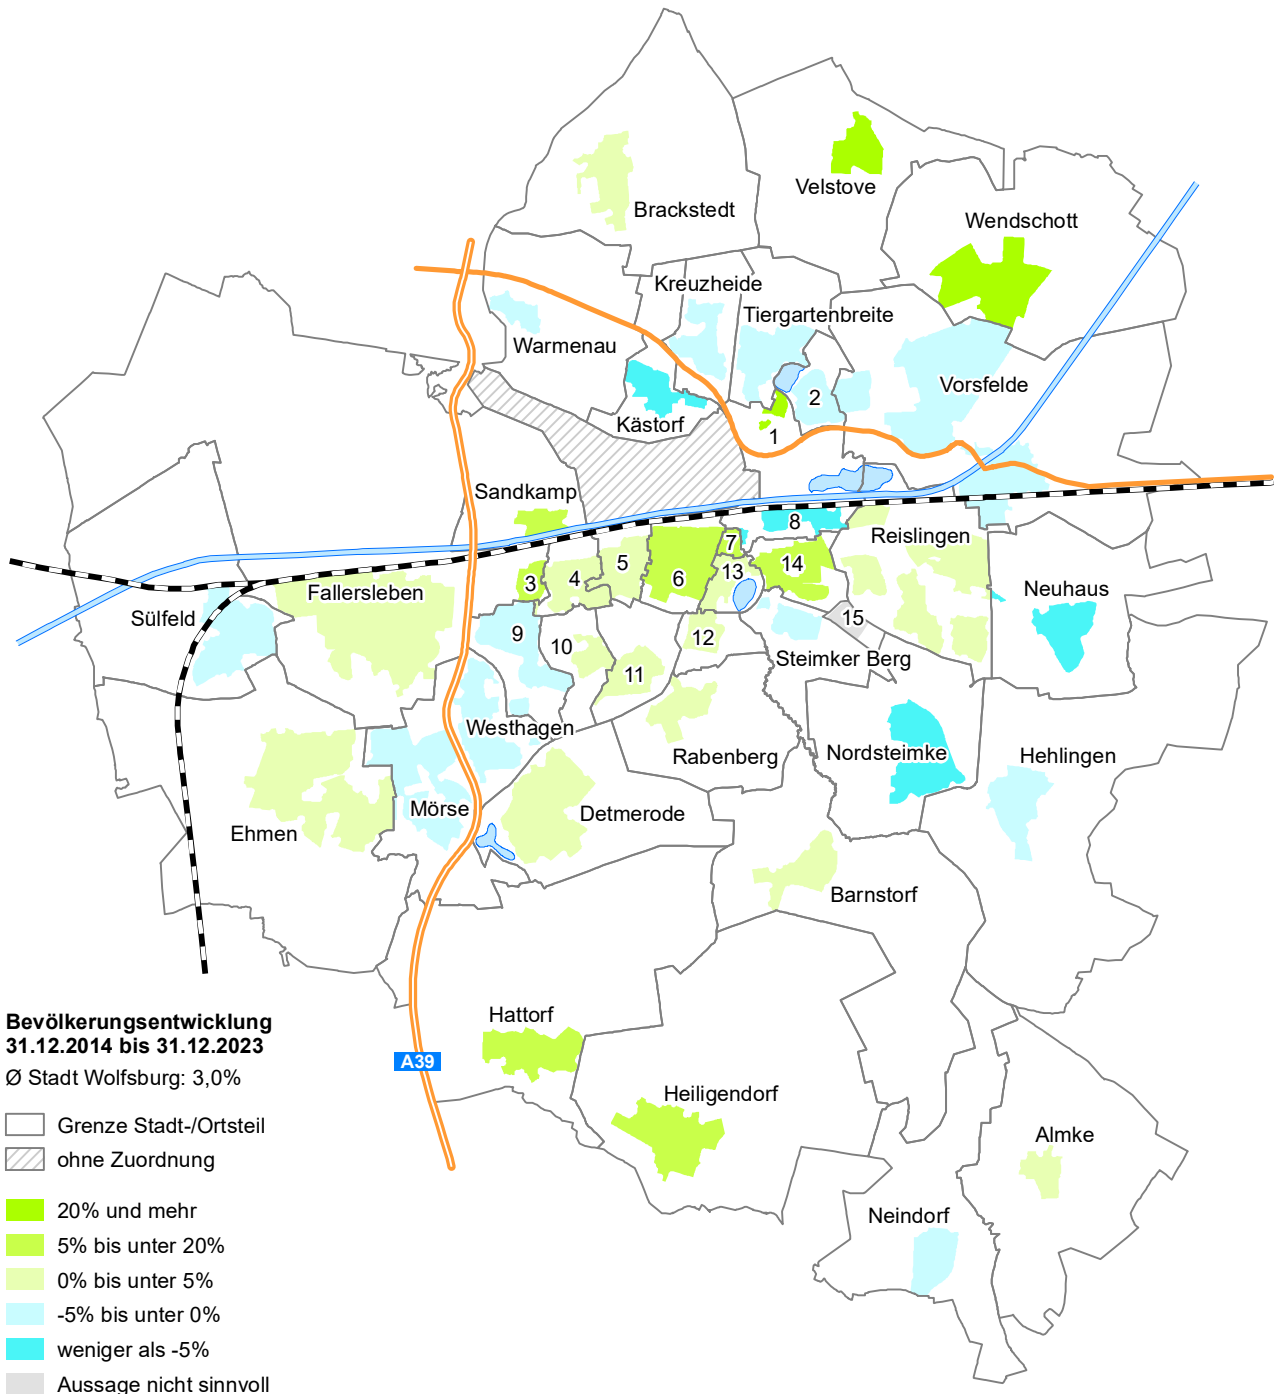 Velstove
Brackstedt
Wendschott
Kreuzheide
Tiergartenbreite
Warmenau
Vorsfelde
2
Kästorf
1
Sandkamp
8
Reislingen
7
5
14
13
4
6
3
Fallersleben
Neuhaus
Sülfeld
15
9
12
10
Steimker Berg
11
Westhagen
Rabenberg
Nordsteimke
Hehlingen
Mörse
Detmerode
Ehmen
Barnstorf
Hattorf
Bevölkerungsentwicklung
31.12.2014 bis 31.12.2023
A39
Ø Stadt Wolfsburg: 3,0%
Heiligendorf
Grenze Stadt-/Ortsteil
Almke
ohne Zuordnung
20% und mehr
Neindorf
5% bis unter 20%
0% bis unter 5%
-5% bis unter 0%
weniger als -5%
Aussage nicht sinnvoll